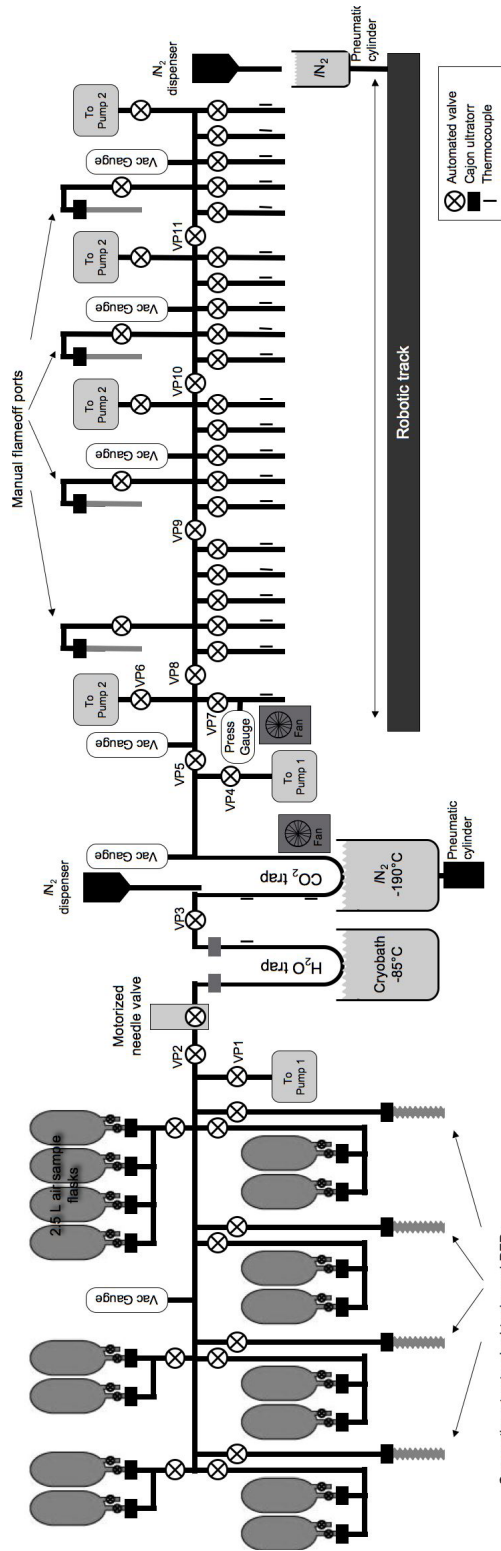 Manual flameoff ports
2.5 L air sample
flasks
Vac Gauge
To
Pump 1
VP1
VP2
Motorized
needle valve
H2O trap
Cryobath
-85°C
VP3
lN2
dispenser
CO2 trap
lN2
-190°C
Pneumatic
cylinder
Vac Gauge
Fan
VP4
To
Pump 1
VP5
Vac Gauge
Press
Gauge
Fan
VP7
VP6
To
Pump 2
VP8
VP9
Vac Gauge
To
Pump 2
VP10
Vac Gauge
To
Pump 2
VP11
Vac Gauge
To
Pump 2
lN2
dispenser
lN2
Pneumatic
cylinder
Robotic track
Automated valve
Cajon ultratorr
Thermocouple